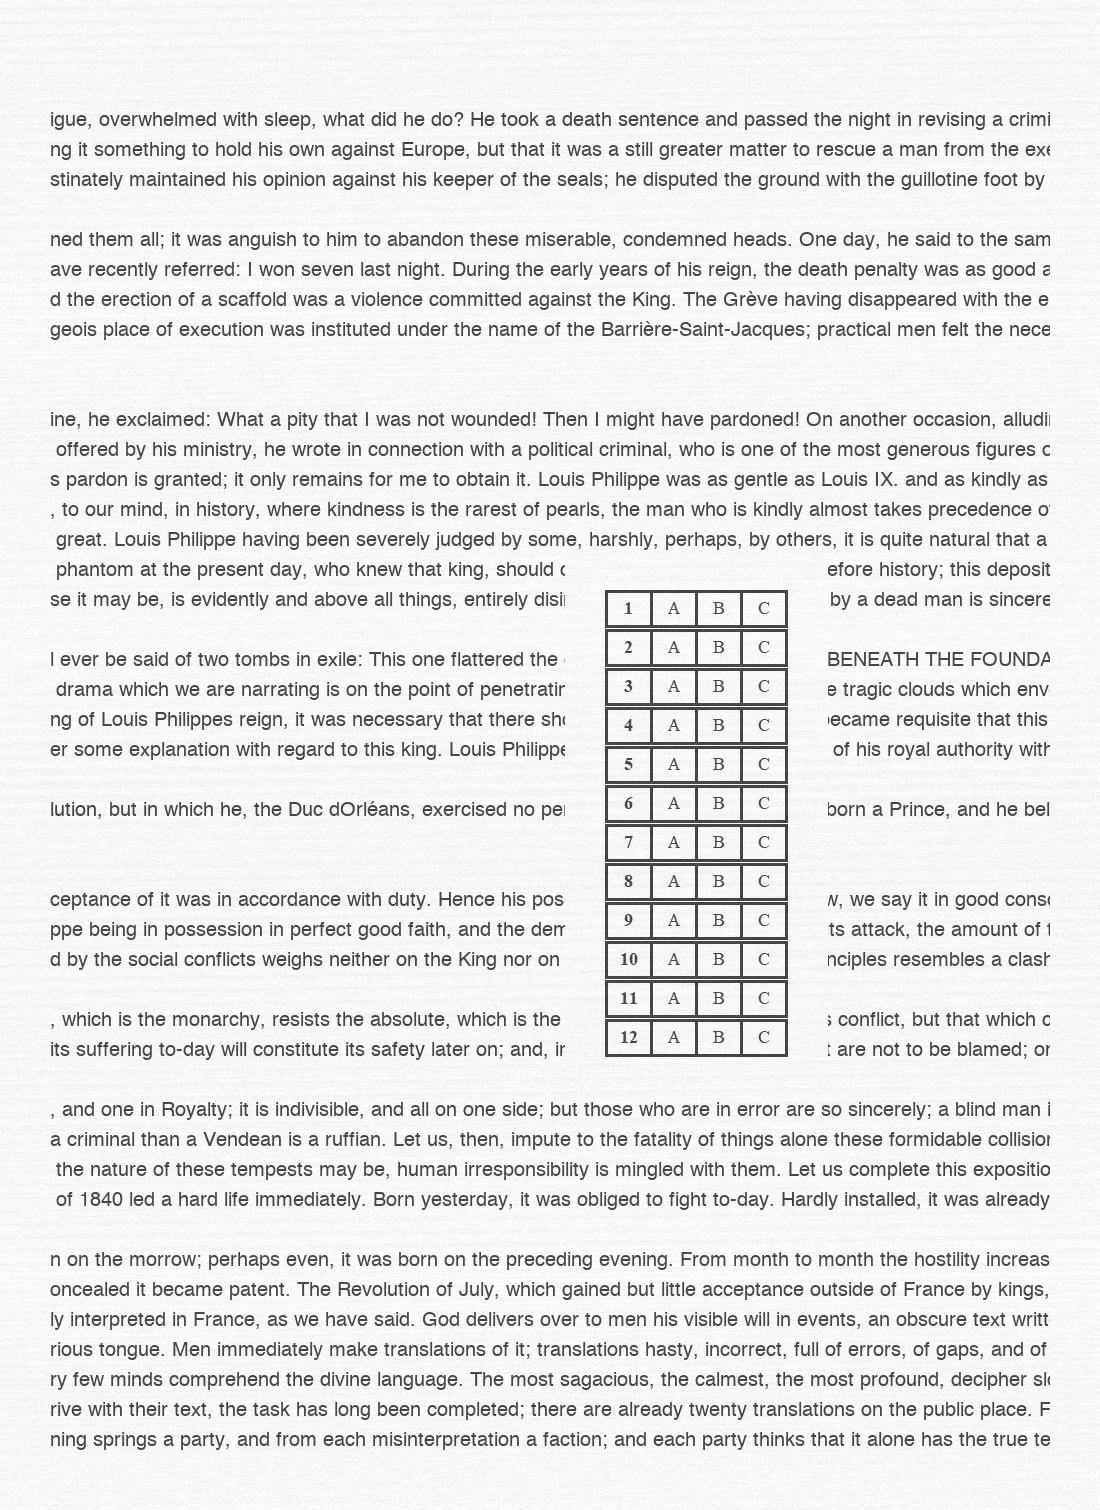 igue, overwhelmed with sleep, what did he do? He took a death sentence and passed the night in revising a crimi
ng it something to hold his own against Europe, but that it was a still greater matter to rescue a man from the exe
stinately maintained his opinion against his keeper of the seals; he disputed the ground with the guillotine foot by
ned them all; it was anguish to him to abandon these miserable, condemned heads. One day, he said to the sam
ave recently referred: I won seven last night. During the early years of his reign, the death penalty was as good a
d the erection of a scaffold was a violence committed against the King. The Grève having disappeared with the e
geois place of execution was instituted under the name of the Barrière-Saint-Jacques; practical men felt the nece
ine, he exclaimed: What a pity that I was not wounded! Then I might have pardoned! On another occasion, alludi
offered by his ministry, he wrote in connection with a political criminal, who is one of the most generous figures o
s pardon is granted; it only remains for me to obtain it. Louis Philippe was as gentle as Louis IX. and as kindly as
, to our mind, in history, where kindness is the rarest of pearls, the man who is kindly almost takes precedence o
great. Louis Philippe having been severely judged by some, harshly, perhaps, by others, it is quite natural that a
phantom at the present day, who knew that king, should efore history; this deposit
se it may be, is evidently and above all things, entirely disi by a dead man is sincere
1 A B C
l ever be said of two tombs in exile: This one flattered the BENEATH THE FOUNDA
2 A B C
drama which we are narrating is on the point of penetratin e tragic clouds which env
3 A B C
ng of Louis Philippes reign, it was necessary that there sho ecame requisite that this
4 A B C
er some explanation with regard to this king. Louis Philippe of his royal authority with
5 A B C
lution, but in which he, the Duc dOrléans, exercised no per born a Prince, and he bel
6 A B C
7 A B C
8 A B C
ceptance of it was in accordance with duty. Hence his pos w, we say it in good consc
9 A B C
ppe being in possession in perfect good faith, and the dem ts attack, the amount of t
d by the social conflicts weighs neither on the King nor on nciples resembles a clash
10 A B C
11 A B C
, which is the monarchy, resists the absolute, which is the s conflict, but that which c
12 A B C
its suffering to-day will constitute its safety later on; and, in t are not to be blamed; or
, and one in Royalty; it is indivisible, and all on one side; but those who are in error are so sincerely; a blind man i
a criminal than a Vendean is a ruffian. Let us, then, impute to the fatality of things alone these formidable collision
the nature of these tempests may be, human irresponsibility is mingled with them. Let us complete this expositio
of 1840 led a hard life immediately. Born yesterday, it was obliged to fight to-day. Hardly installed, it was already
n on the morrow; perhaps even, it was born on the preceding evening. From month to month the hostility increas
oncealed it became patent. The Revolution of July, which gained but little acceptance outside of France by kings,
ly interpreted in France, as we have said. God delivers over to men his visible will in events, an obscure text writt
rious tongue. Men immediately make translations of it; translations hasty, incorrect, full of errors, of gaps, and of
ry few minds comprehend the divine language. The most sagacious, the calmest, the most profound, decipher slo
rive with their text, the task has long been completed; there are already twenty translations on the public place. F
ning springs a party, and from each misinterpretation a faction; and each party thinks that it alone has the true te